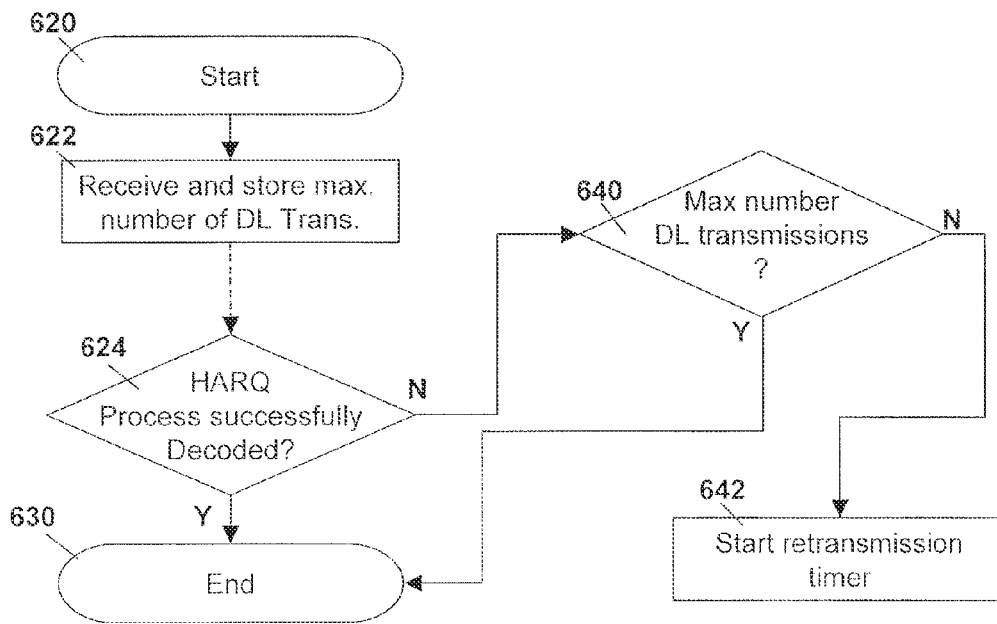 620
Start
622
Receive and store max.
number of DL Trans.
640
Max number
DL transmissions
?
N
Y
624
HARQ
Process successfully
Decoded?
N
Y
630
End
642
Start retransmission
timer